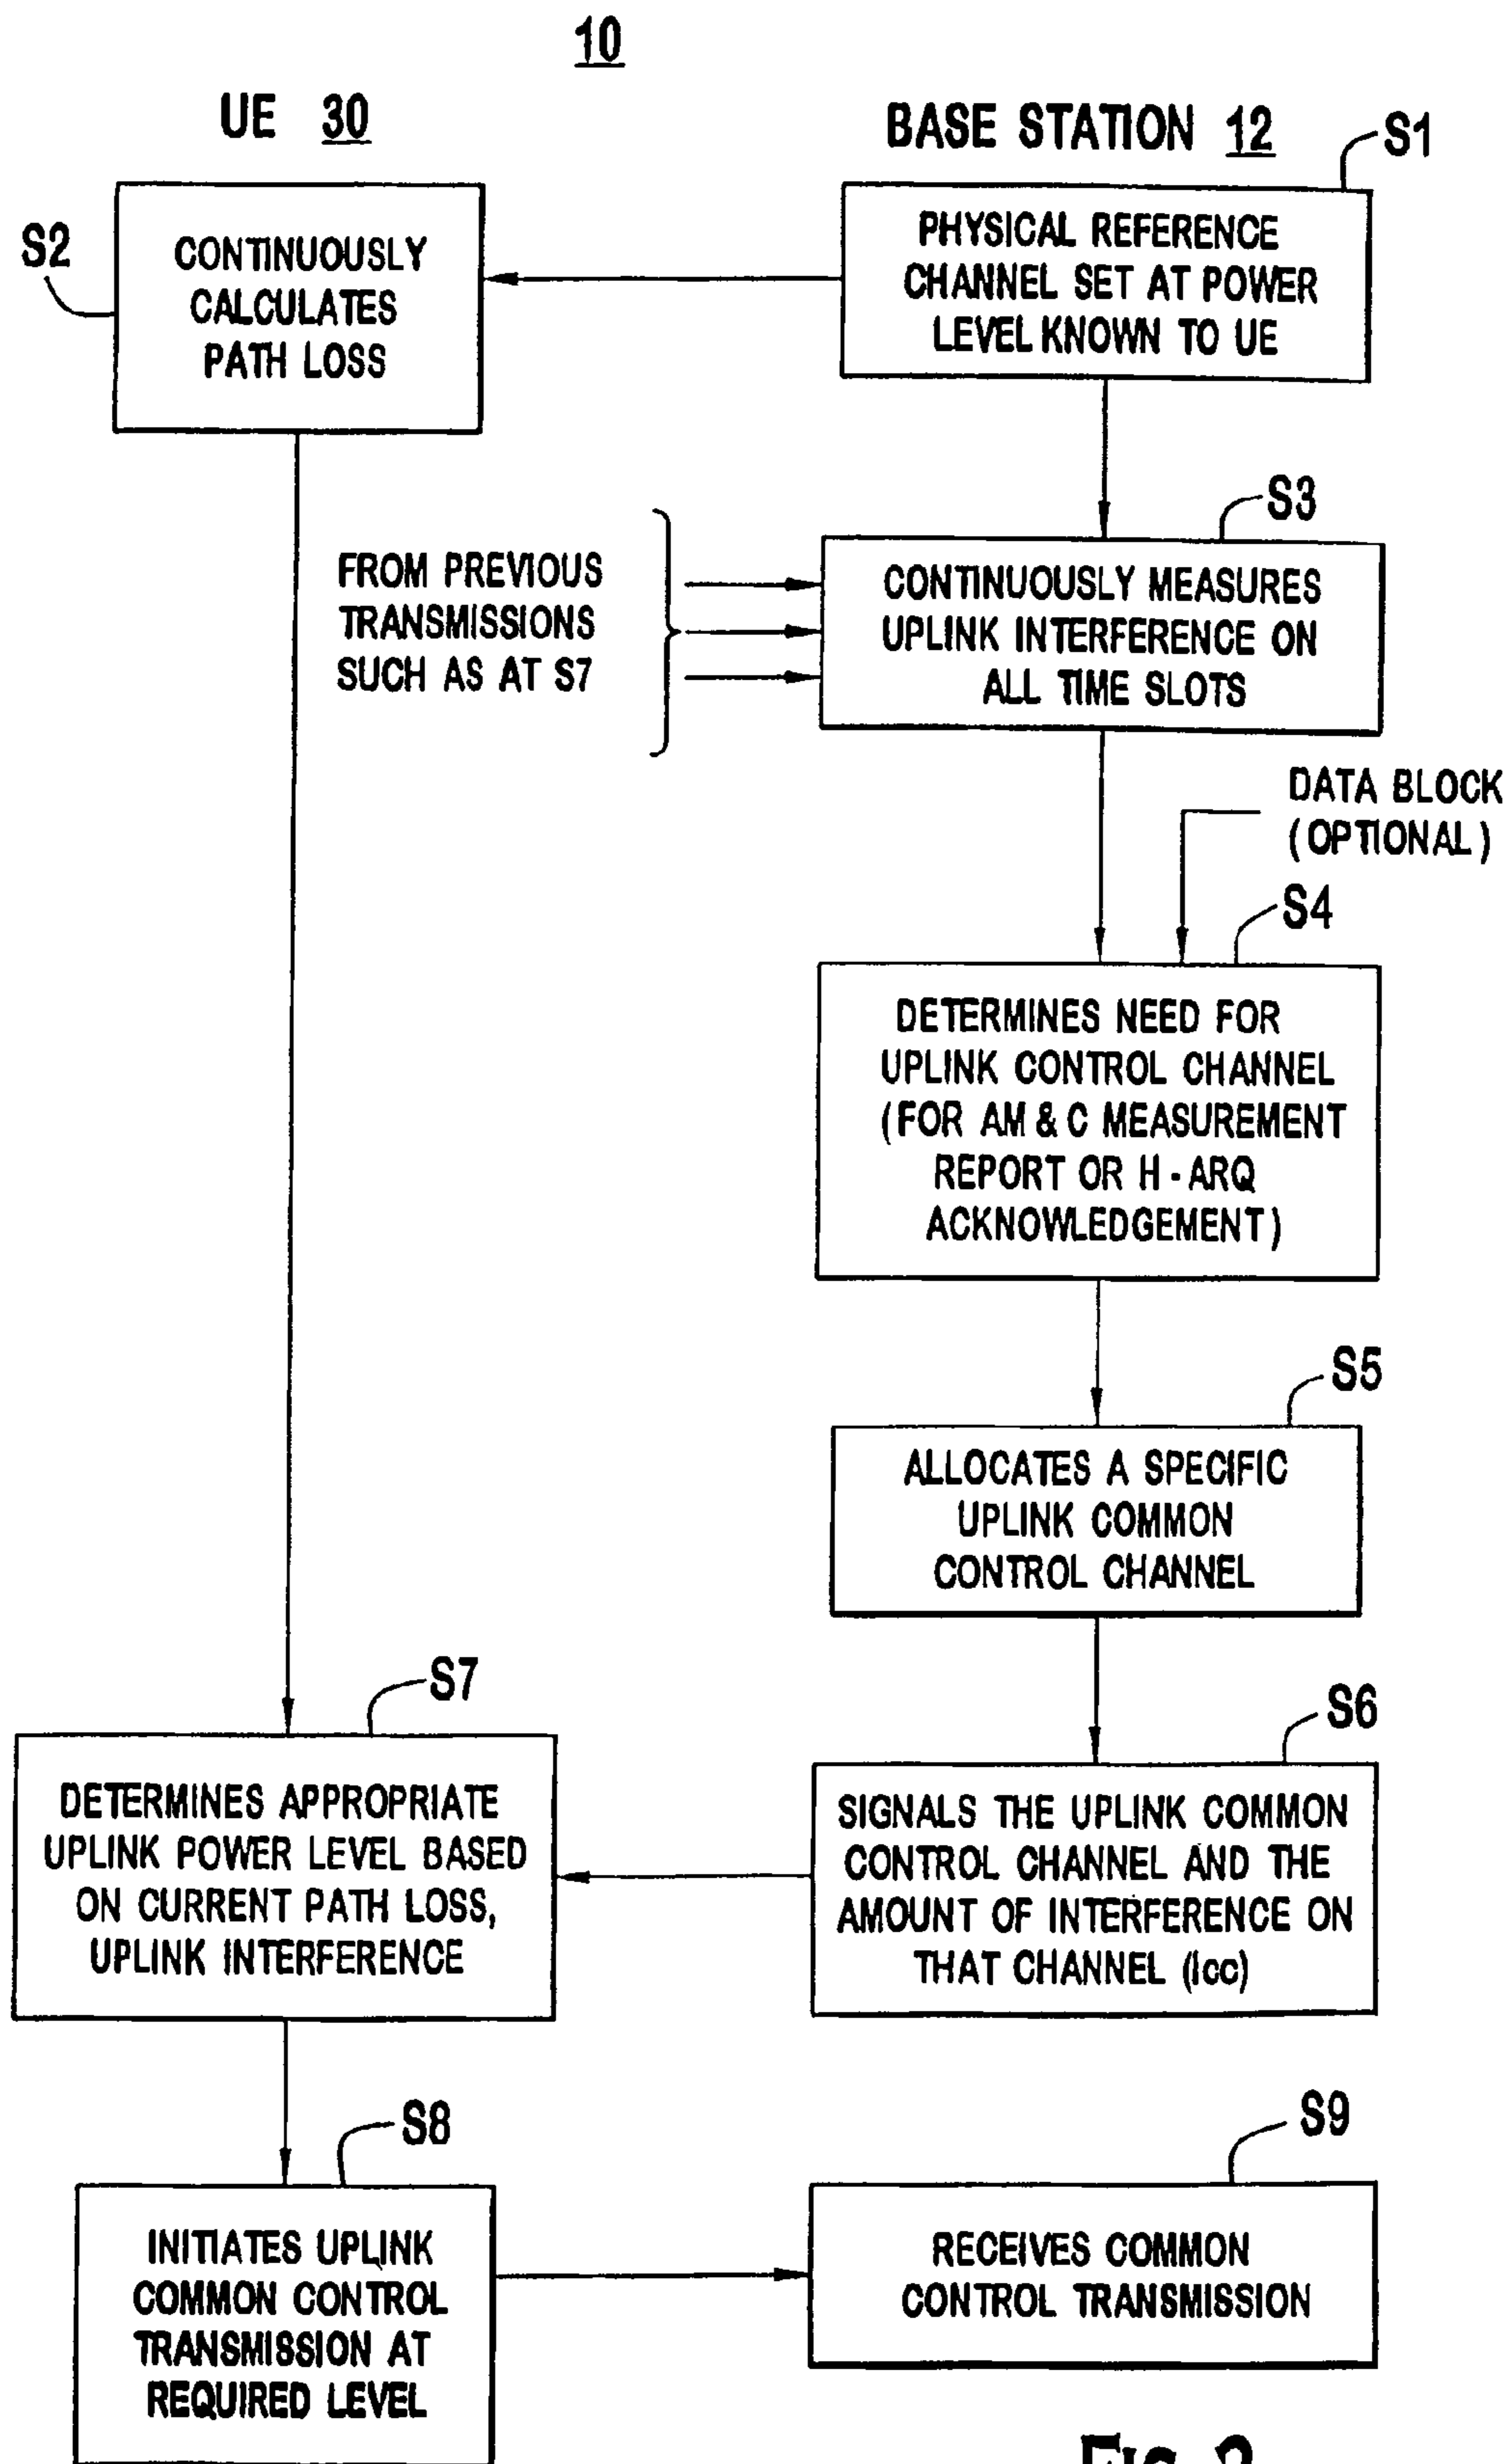 10
UE 30
BASE STATION 12
S1
PHYSICAL REFERENCE
CHANNEL SET AT POWER
LEVEL KNOWN TO UE
S2
CONTINUOUSLY
CALCULATES
PATH LOSS
S3
FROM PREVIOUS
TRANSMISSIONS
SUCH AS AT S7
CONTINUOUSLY MEASURES
UPLINK INTERFERENCE ON
ALL TIME SLOTS
DATA BLOCK
(OPTIONAL)
S4
DETERMINES NEED FOR
UPLINK CONTROL CHANNEL
(FOR AM & C MEASUREMENT
REPORT OR H-ARQ
ACKNOWLEDGEMENT)
S5
ALLOCATES A SPECIFIC
UPLINK COMMON
CONTROL CHANNEL
S7
DETERMINES APPROPRIATE
UPLINK POWER LEVEL BASED
ON CURRENT PATH LOSS,
UPLINK INTERFERENCE
S6
SIGNALS THE UPLINK COMMON
CONTROL CHANNEL AND THE
AMOUNT OF INTERFERENCE ON
THAT CHANNEL (Icc)
S8
INITIATES UPLINK
COMMON CONTROL
TRANSMISSION AT
REQUIRED LEVEL
S9
RECEIVES COMMON
CONTROL TRANSMISSION